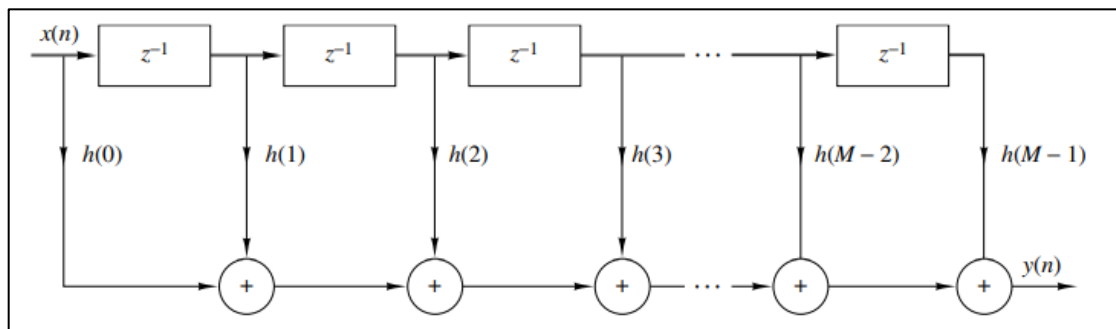 x(n)
z⁻¹ z⁻¹ z⁻¹ ... z⁻¹
h(0) h(1) h(2) h(3) h(M – 2) h(M – 1)
y(n)
+ + + ... + +